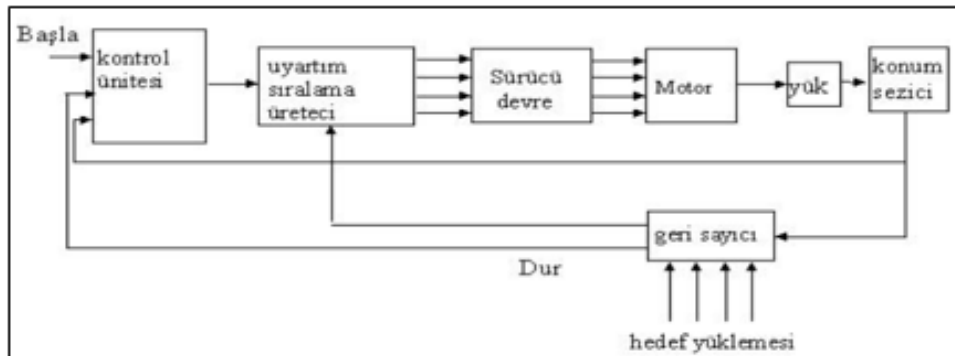 Başla
kontrol
ünitesi
uyartım
sıralama
üreteci
Sürücü
devre
Motor
yük
konum
sezici
geri sayıcı
Dur
hedef yüklemesi